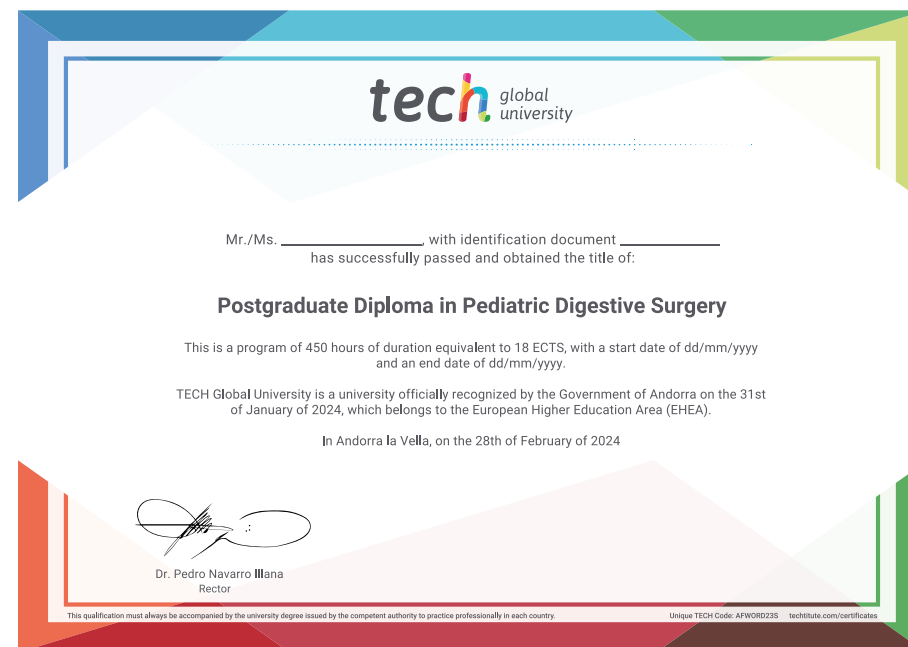 tech global university
Mr./Ms. ____________________, with identification document ______________
has successfully passed and obtained the title of:
Postgraduate Diploma in Pediatric Digestive Surgery
This is a program of 450 hours of duration equivalent to 18 ECTS, with a start date of dd/mm/yyyy
and an end date of dd/mm/yyyy.
TECH Global University is a university officially recognized by the Government of Andorra on the 31st
of January of 2024, which belongs to the European Higher Education Area (EHEA).
In Andorra la Vella, on the 28th of February of 2024
Dr. Pedro Navarro Illana
Rector
This qualification must always be accompanied by the university degree issued by the competent authority to practice professionally in each country.
Unique TECH Code: AFWORD23S techtitute.com/certificates